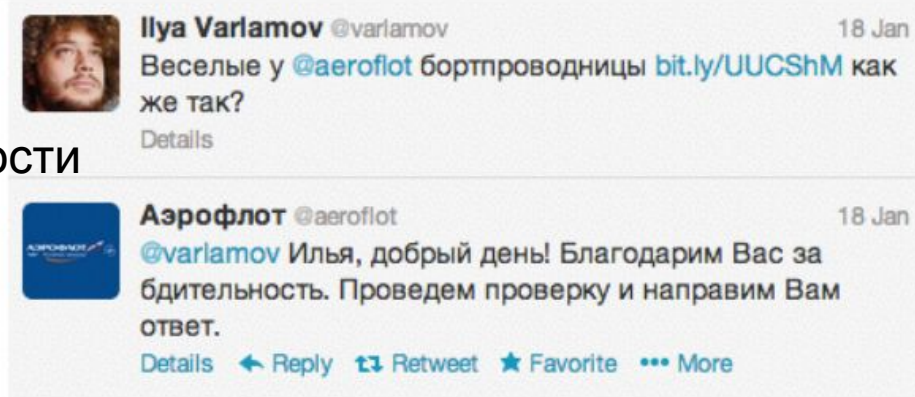 Ilya Varlamov @varlamov 18 Jan
Веселые у @aeroflot бортпроводницы bit.ly/UUCShM как
же так?
Details
ости
Аэрофлот @aeroflot 18 Jan
АЭРОФЛОТ
@varlamov Илья, добрый день! Благодарим Вас за
бдительность. Проведем проверку и направим Вам
ответ.
Details Reply Retweet Favorite More